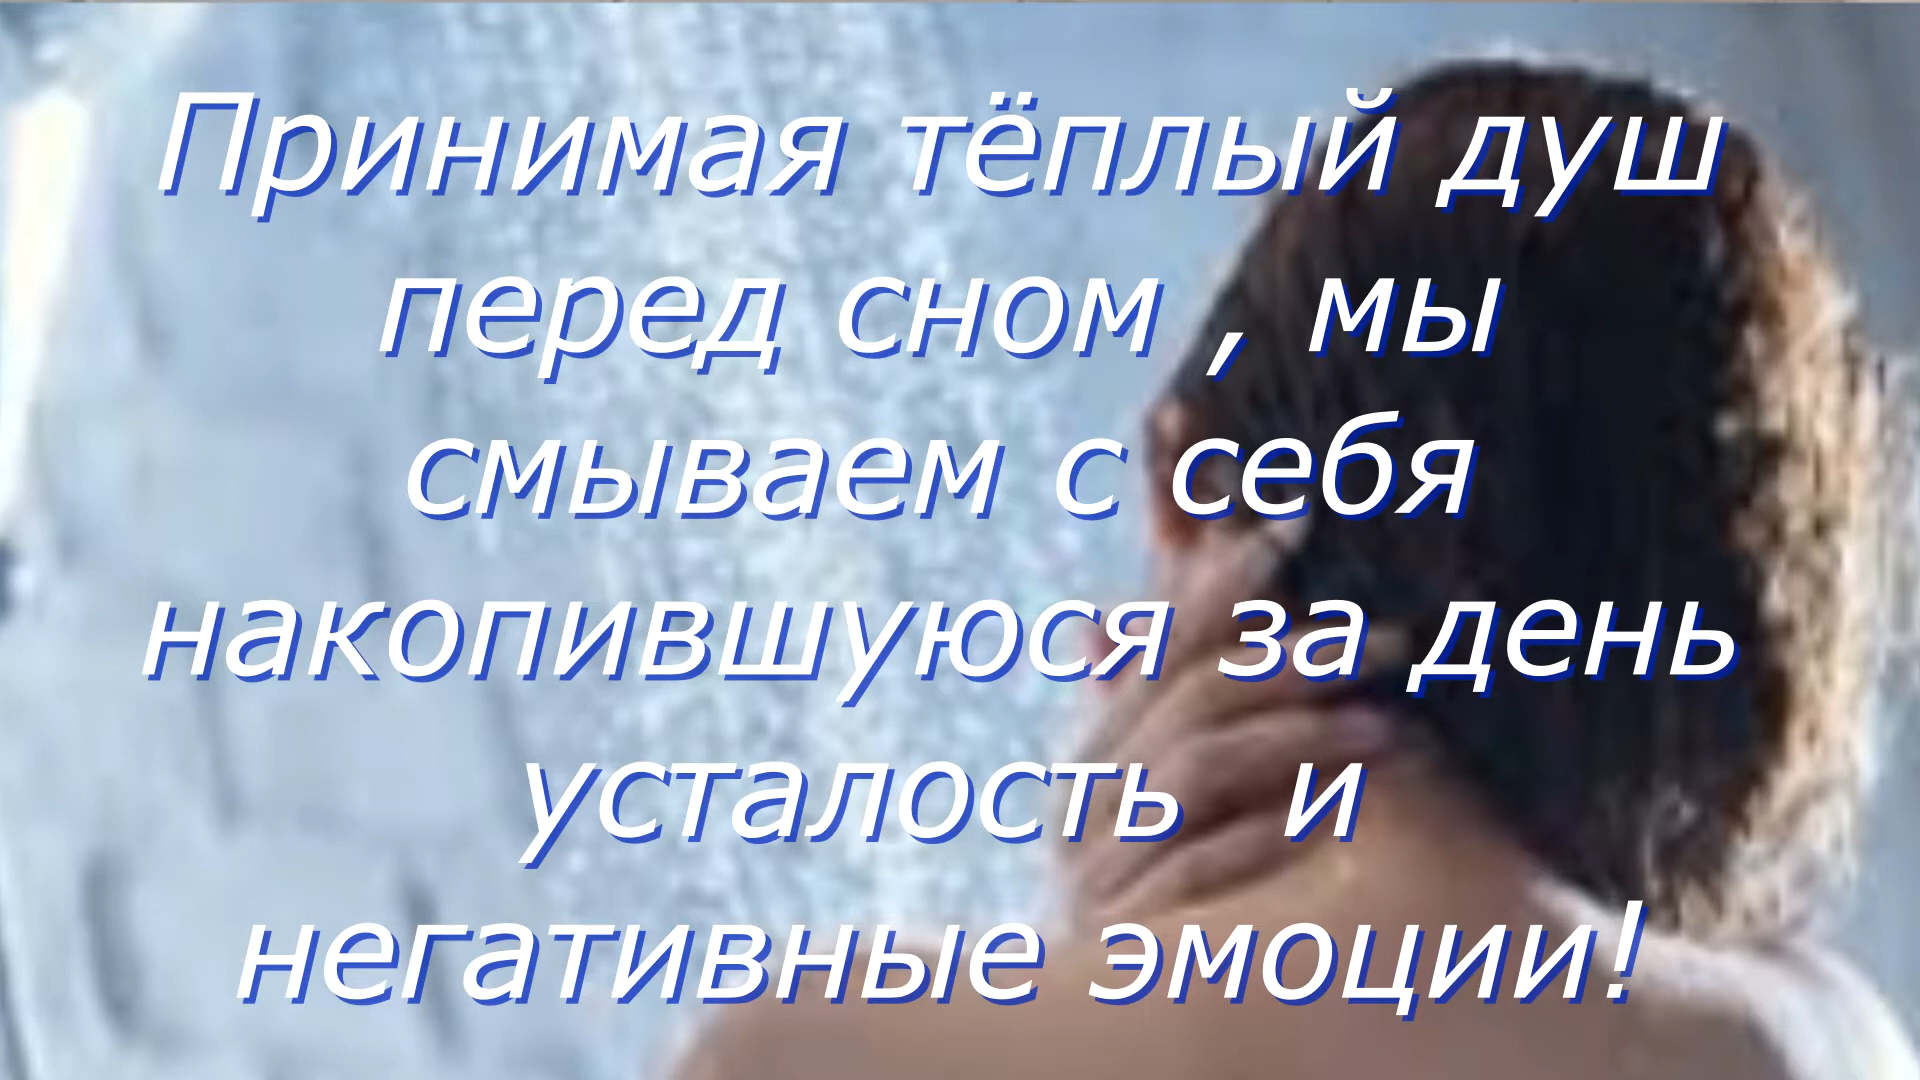 Принимая тёплый душ
перед сном , мы
смываем с себя
накопившуюся за день
усталость и
негативные эмоции!